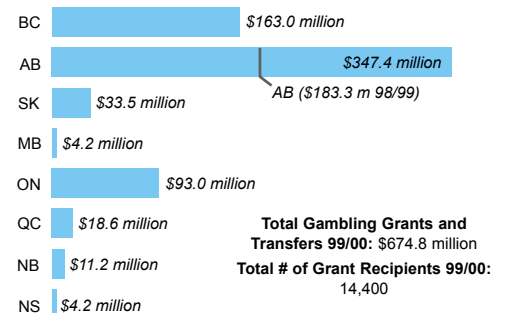 BC $163.0 million
AB $347.4 million
AB ($183.3 m 98/99)
SK $33.5 million
MB $4.2 million
ON $93.0 million
QC $18.6 million
NB $11.2 million
NS $4.2 million
Total Gambling Grants and
Transfers 99/00: $674.8 million
Total # of Grant Recipients 99/00:
14,400